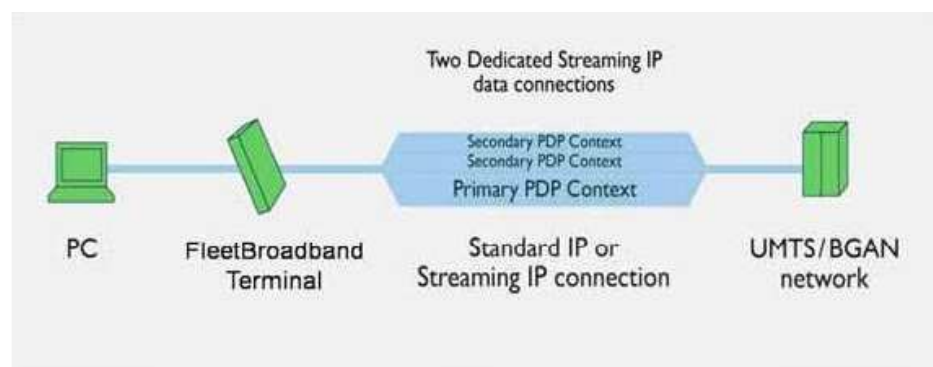 Two Dedicated Streaming IP
data connections
Secondary PDP Context
Secondary PDP Context
Primary PDP Context
PC
FleetBroadband
Terminal
Standard IP or
Streaming IP connection
UMTS/BGAN
network